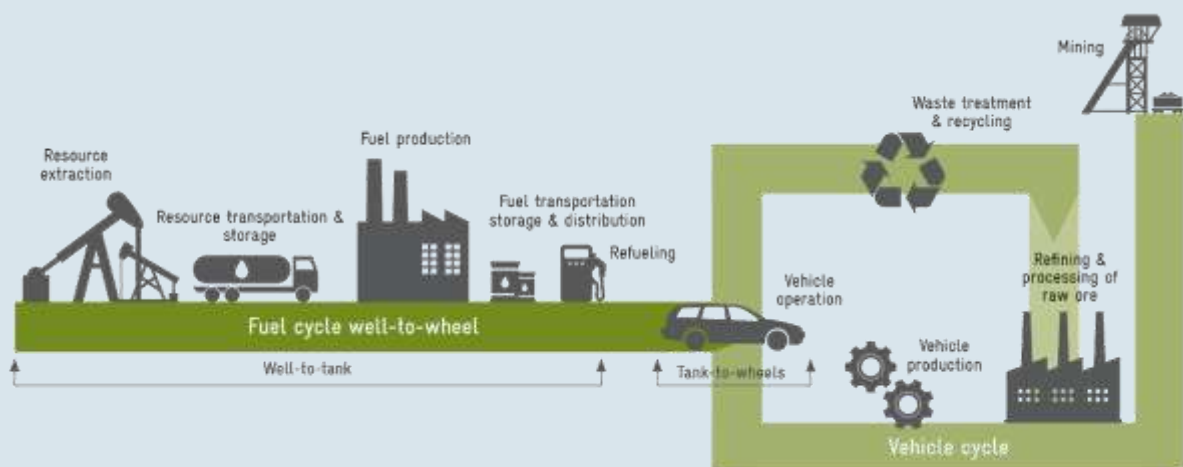 Mining
Waste treatment
& recycling
Fuel production
Resource
extraction
Fuel transportation
storage & distribution
Resource transportation &
storage
Refueling
Refining &
processing of
raw ore
Vehicle
operation
Fuel cycle well-to-wheel
Vehicle
production
Well-to-tank
Tank-to-wheels
Vehicle cycle